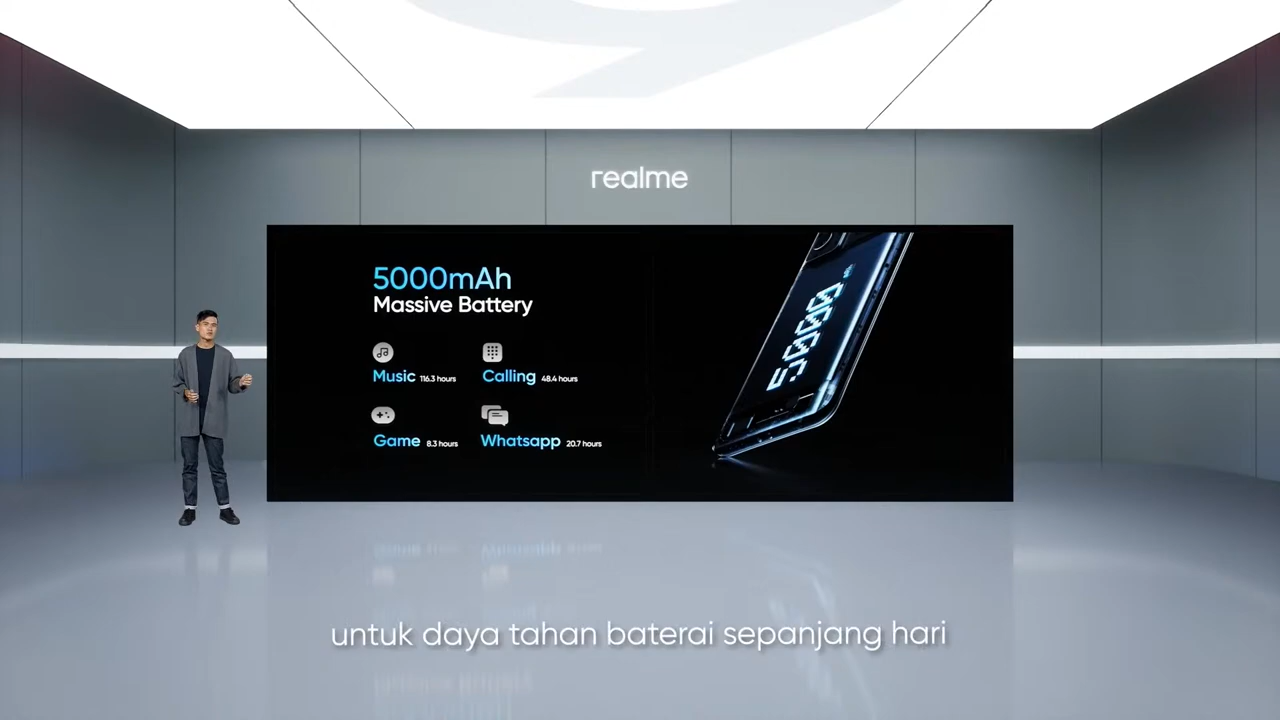 realme
5000mAh
Massive Battery
Music 116.3 hours
Calling 48.4 hours
Game 8.3 hours
Whatsapp 20.7 hours
5000
untuk daya tahan baterai sepanjang hari